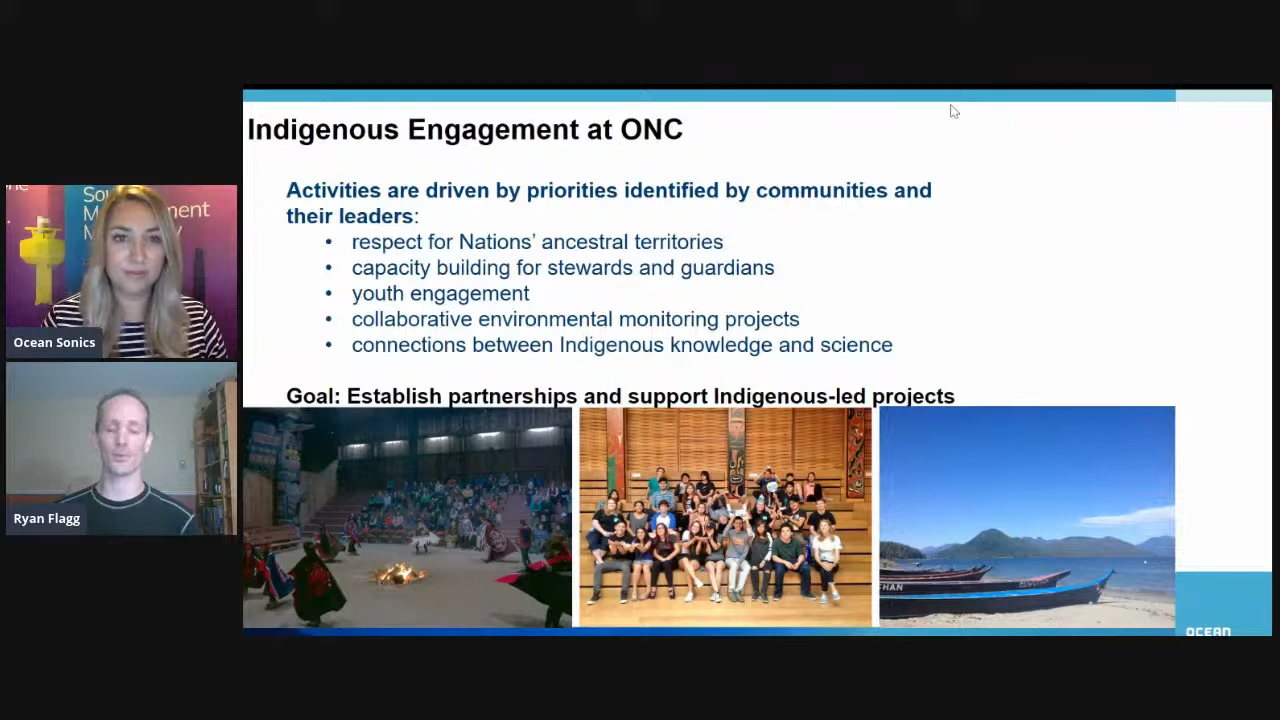 Indigenous Engagement at ONC
Activities are driven by priorities identified by communities and
their leaders:
• respect for Nations’ ancestral territories
• capacity building for stewards and guardians
• youth engagement
• collaborative environmental monitoring projects
• connections between Indigenous knowledge and science
Goal: Establish partnerships and support Indigenous-led projects
Ocean Sonics
Ryan Flagg
HAN
OCEAN